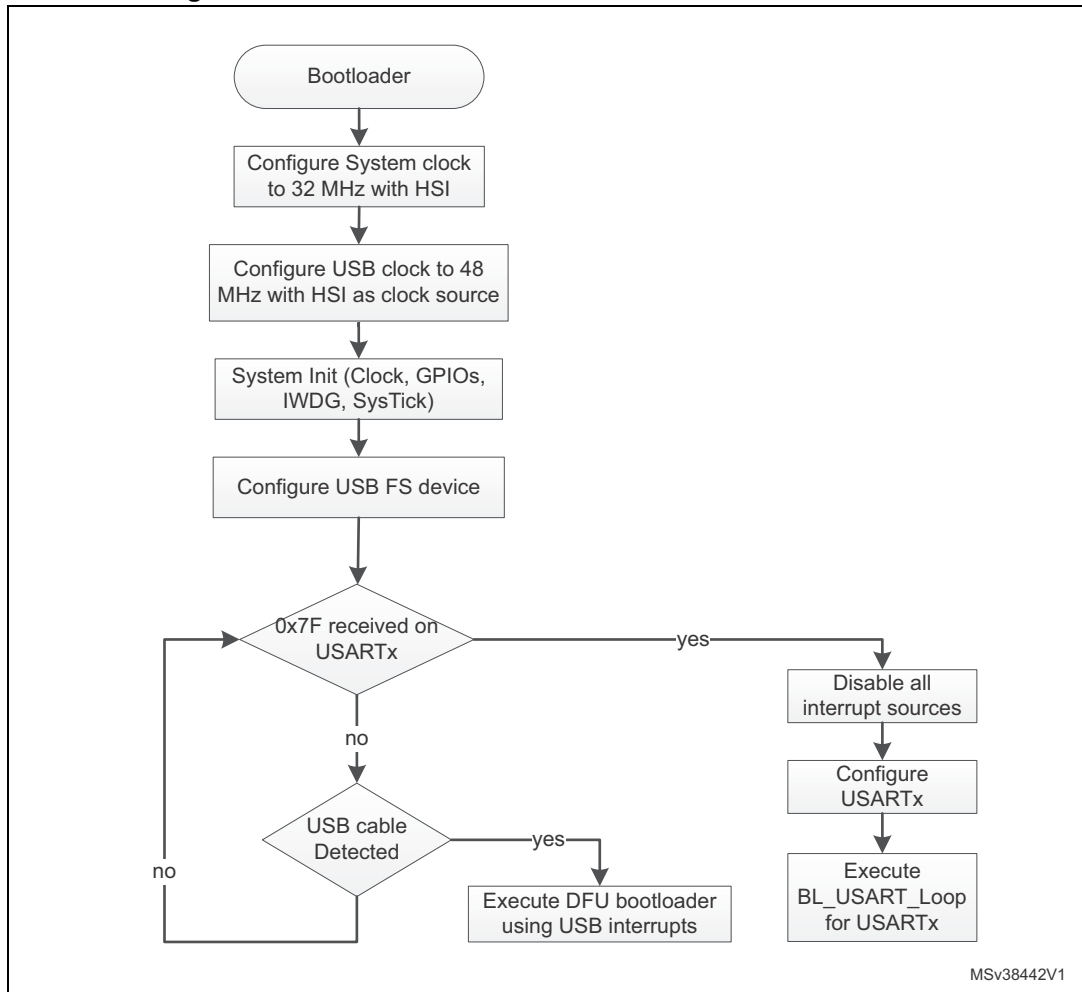 Bootloader
Configure System clock
to 32 MHz with HSI
Configure USB clock to 48
MHz with HSI as clock source
System Init (Clock, GPIOs,
IWDG, SysTick)
Configure USB FS device
0x7F received on
USARTx
yes
Disable all
interrupt sources
no
Configure
USARTx
USB cable
Detected
yes
no
Execute DFU bootloader
using USB interrupts
Execute
BL_USART_Loop
for USARTx
MSv38442V1